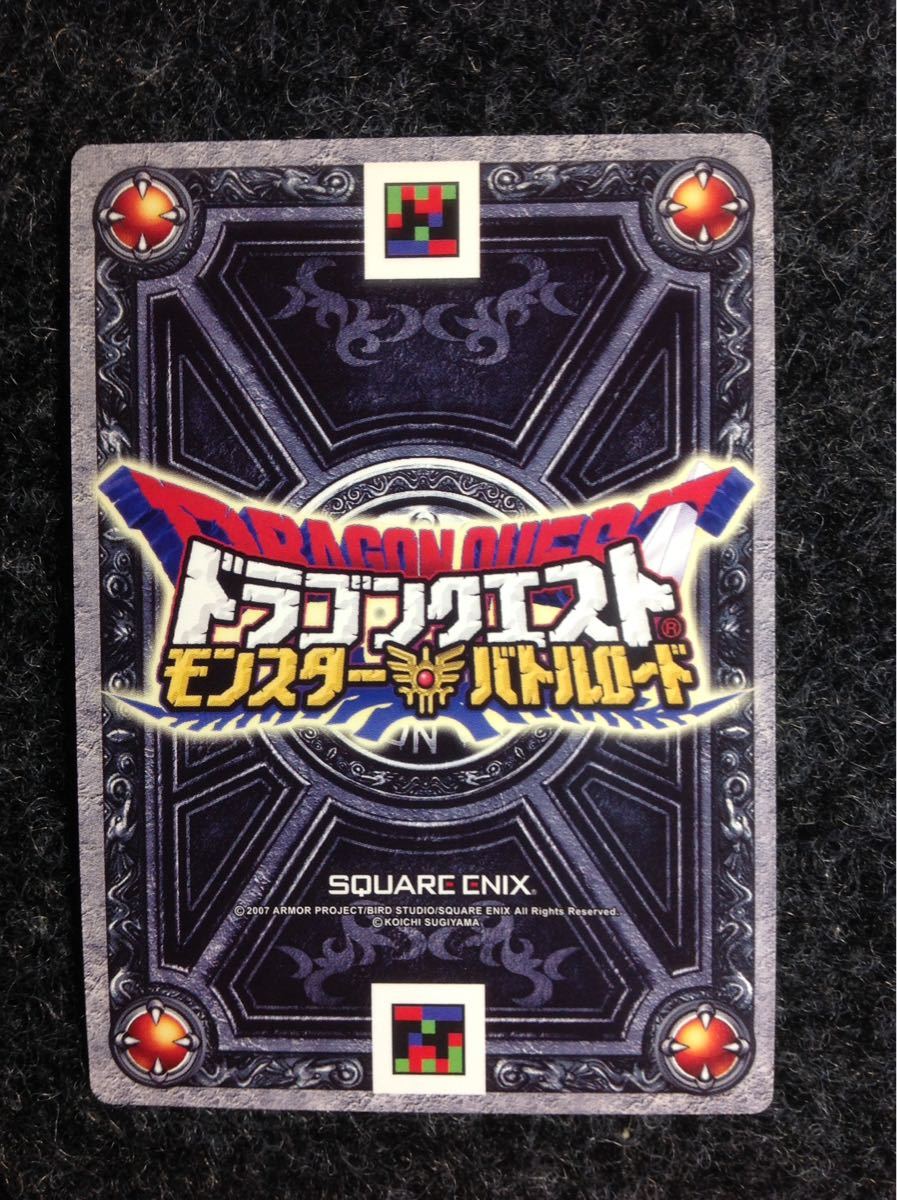 DRAGON QUEST
ドラゴンクエスト®
モンスター バトルロード
ON
SQUARE ENIX®
© 2007 ARMOR PROJECT/BIRD STUDIO/SQUARE ENIX All Rights Reserved.
© KOICHI SUGIYAMA